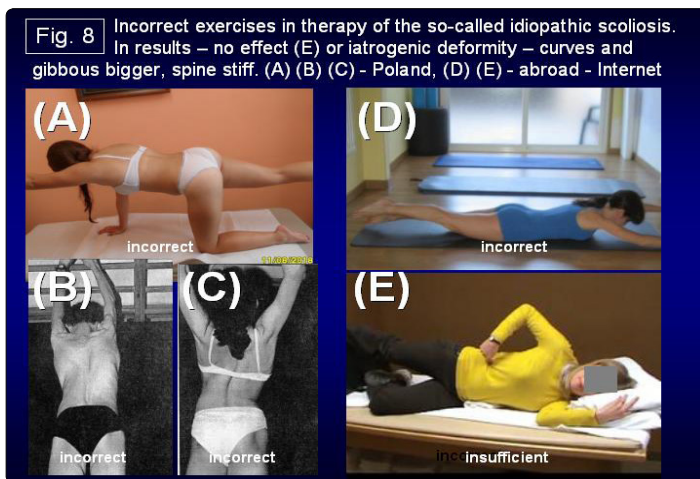 Fig. 8
Incorrect exercises in therapy of the so-called idiopathic scoliosis.
In results – no effect (E) or iatrogenic deformity – curves and
gibbous bigger, spine stiff. (A) (B) (C) - Poland, (D) (E) - abroad - Internet
(A)
incorrect
(D)
incorrect
(B)
incorrect
(C)
incorrect
(E)
insufficient